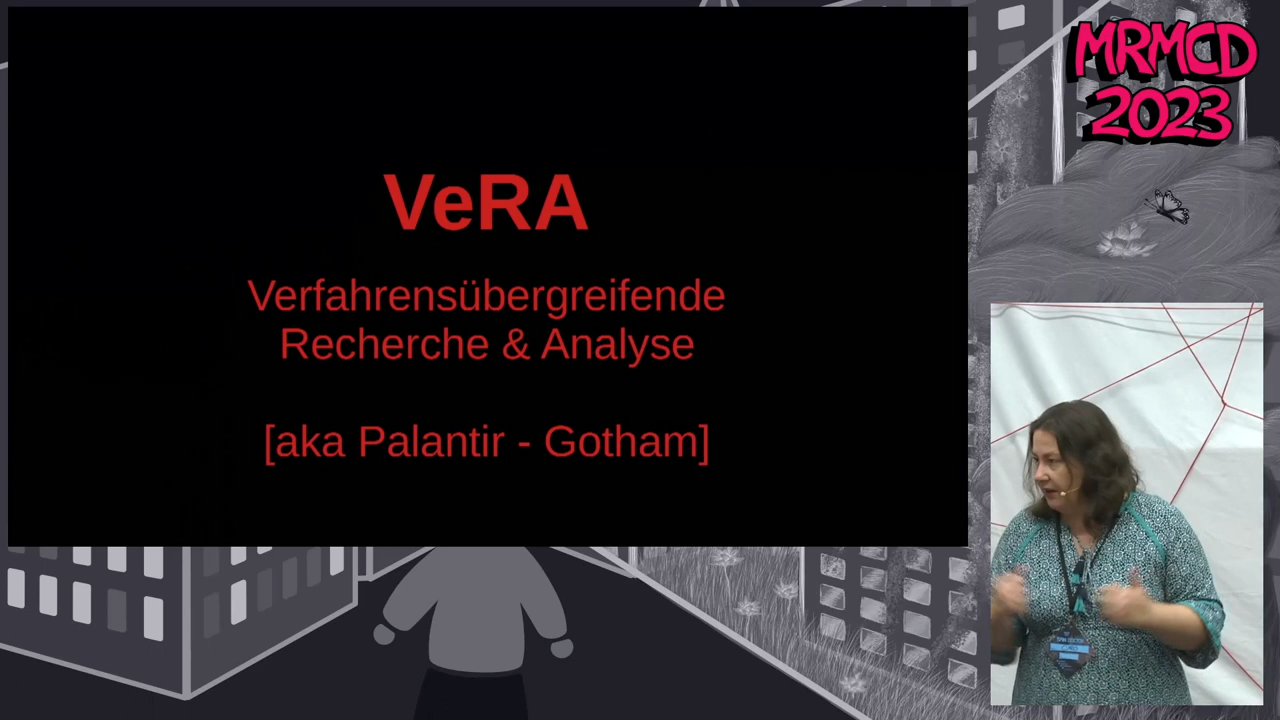 VeRA
Verfahrensübergreifende
Recherche & Analyse
[aka Palantir - Gotham]
MRMCD
2023